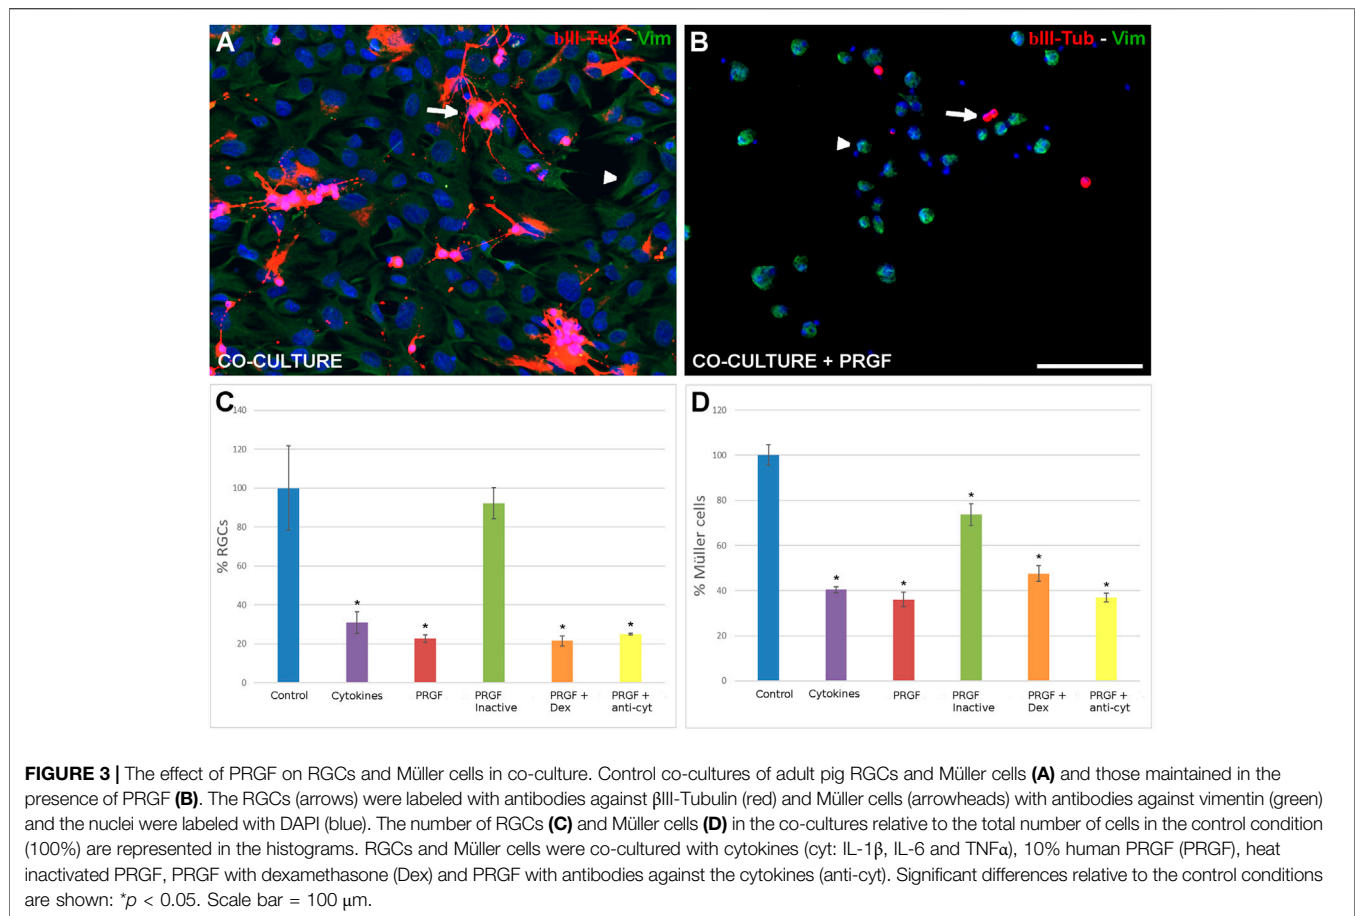 A
bIII-Tub - Vim
CO-CULTURE
B
bIII-Tub - Vim
CO-CULTURE + PRGF
C
140
120
100
80
60
40
20
0
% RGCs
*
*
*
*
Control
Cytokines
PRGF
PRGF Inactive
PRGF + Dex
PRGF + anti-cyt
D
120
100
80
60
40
20
0
% Müller cells
*
*
*
*
*
Control
Cytokines
PRGF
PRGF Inactive
PRGF + Dex
PRGF + anti-cyt
FIGURE 3 | The effect of PRGF on RGCs and Müller cells in co-culture. Control co-cultures of adult pig RGCs and Müller cells (A) and those maintained in the
presence of PRGF (B). The RGCs (arrows) were labeled with antibodies against βIII-Tubulin (red) and Müller cells (arrowheads) with antibodies against vimentin (green)
and the nuclei were labeled with DAPI (blue). The number of RGCs (C) and Müller cells (D) in the co-cultures relative to the total number of cells in the control condition
(100%) are represented in the histograms. RGCs and Müller cells were co-cultured with cytokines (cyt: IL-1β, IL-6 and TNFα), 10% human PRGF (PRGF), heat
inactivated PRGF, PRGF with dexamethasone (Dex) and PRGF with antibodies against the cytokines (anti-cyt). Significant differences relative to the control conditions
are shown: *p < 0.05. Scale bar = 100 μm.